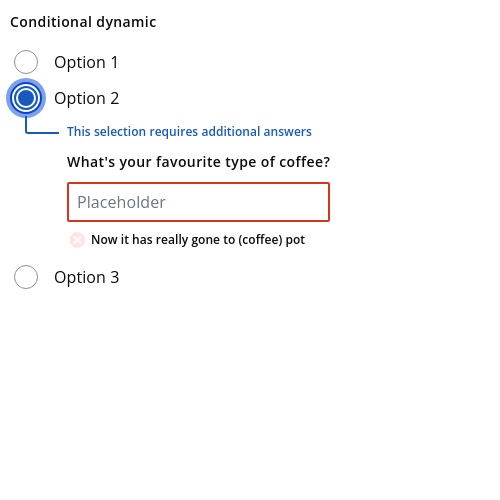 Conditional dynamic
Option 1
Option 2
This selection requires additional answers
What's your favourite type of coffee?
Placeholder
Now it has really gone to (coffee) pot
Option 3